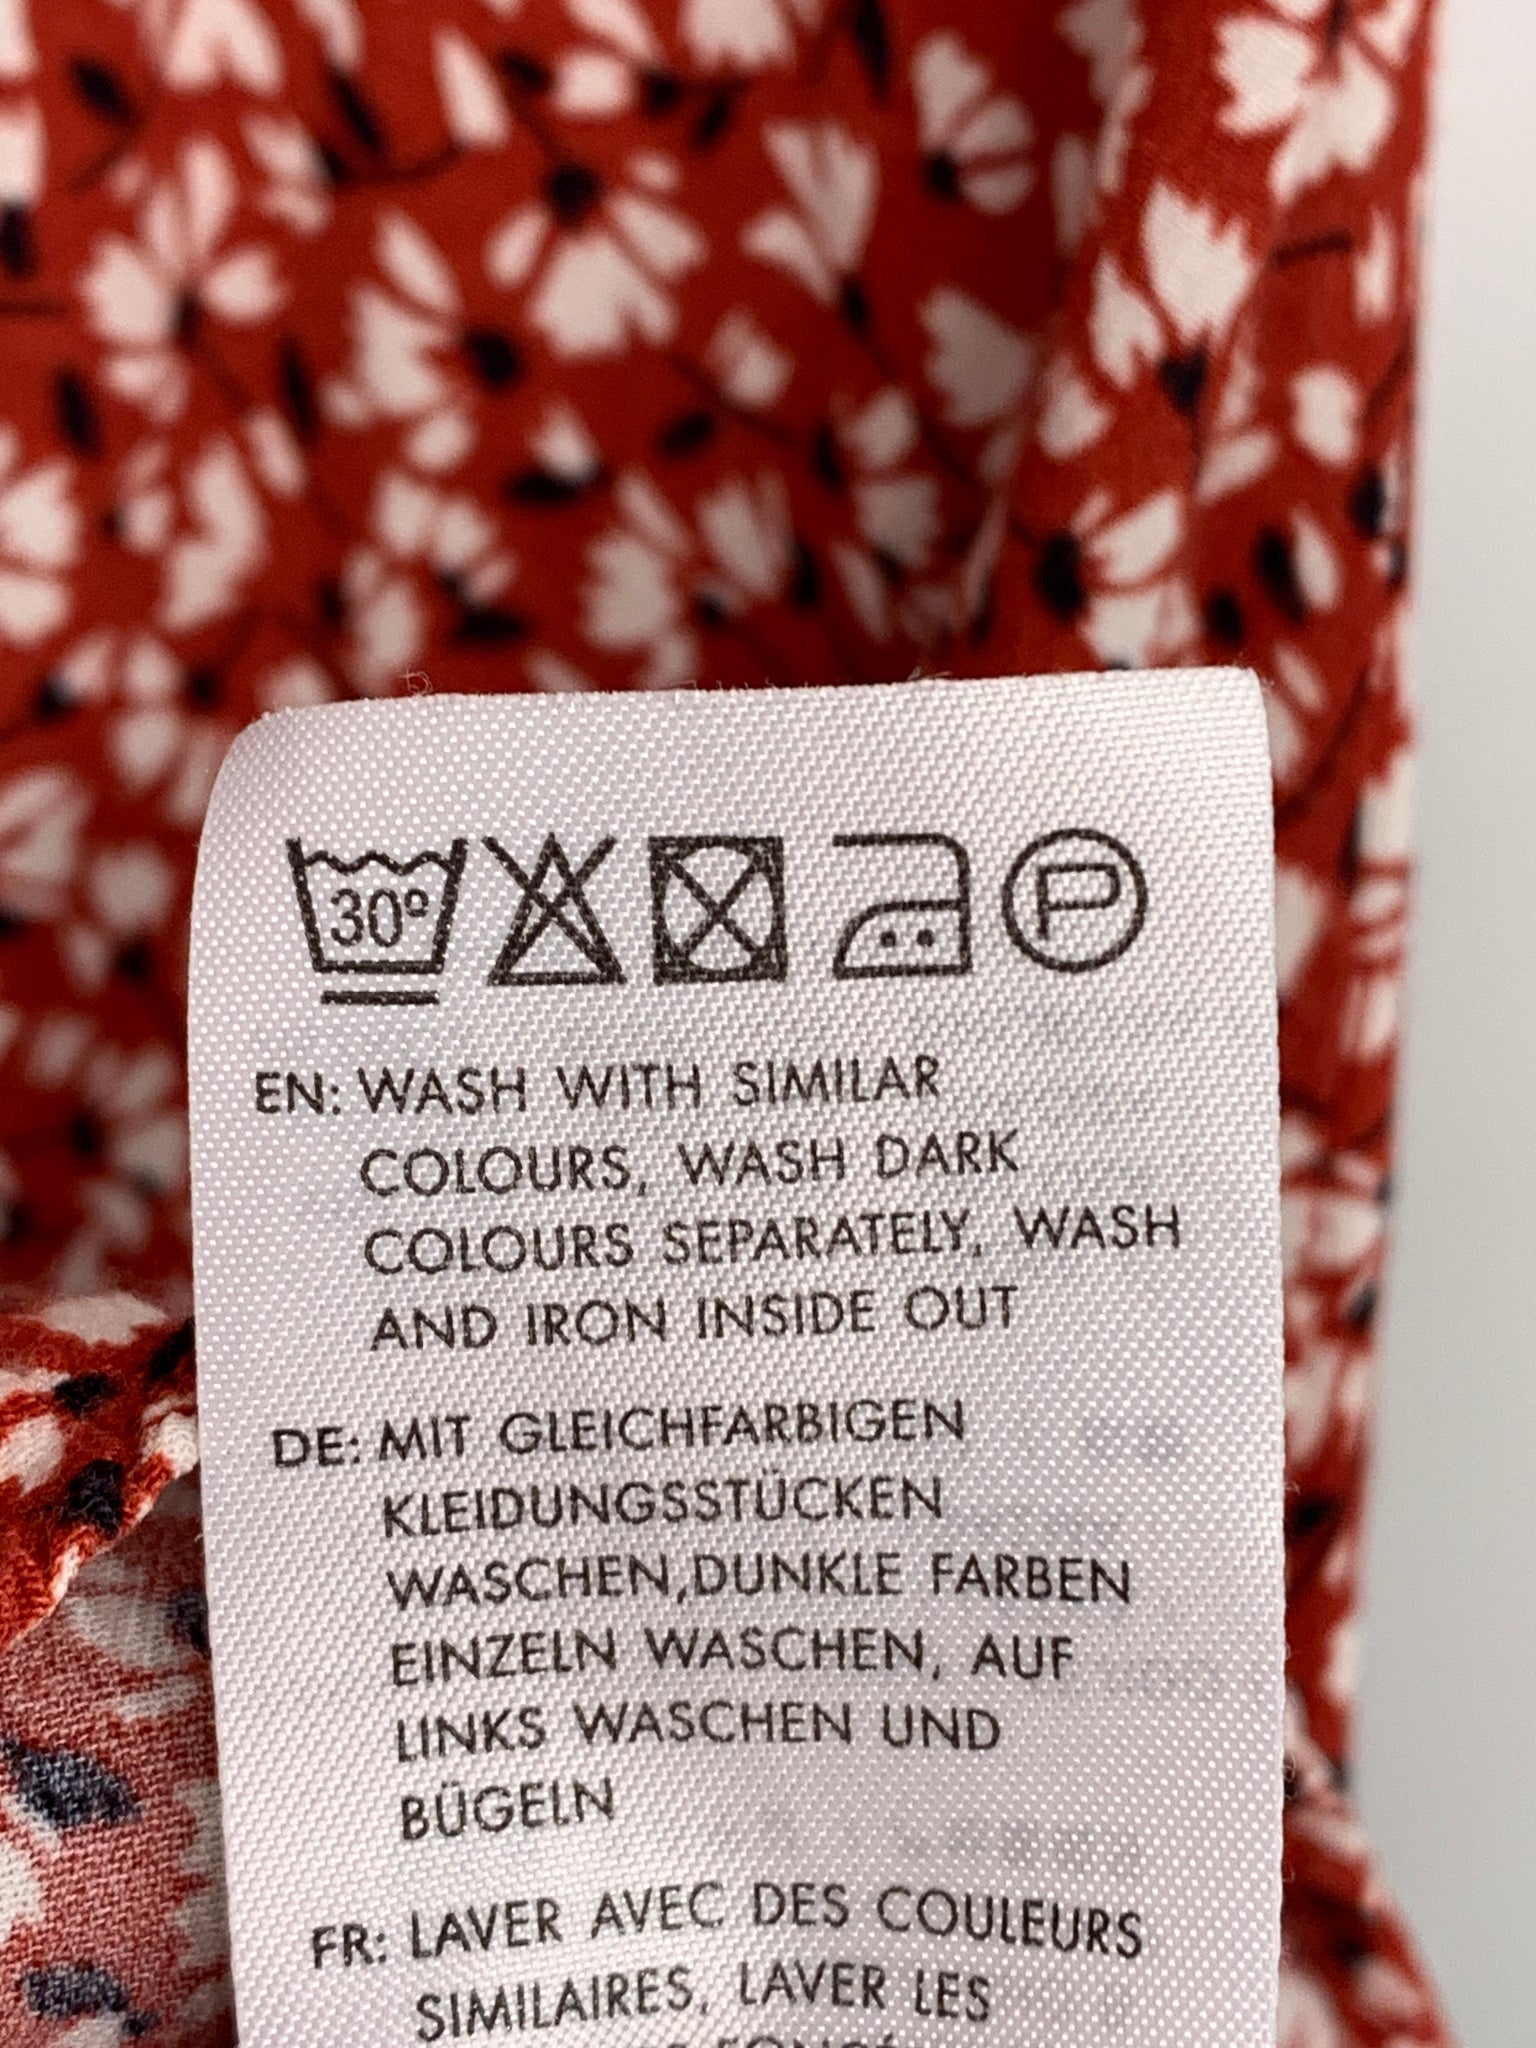 30°
P
EN: WASH WITH SIMILAR
COLOURS, WASH DARK
COLOURS SEPARATELY, WASH
AND IRON INSIDE OUT
DE: MIT GLEICHFARBIGEN
KLEIDUNGSSTÜCKEN
WASCHEN,DUNKLE FARBEN
EINZELN WASCHEN, AUF
LINKS WASCHEN UND
BÜGELN
FR: LAVER AVEC DES COULEURS
SIMILAIRES, LAVER LES